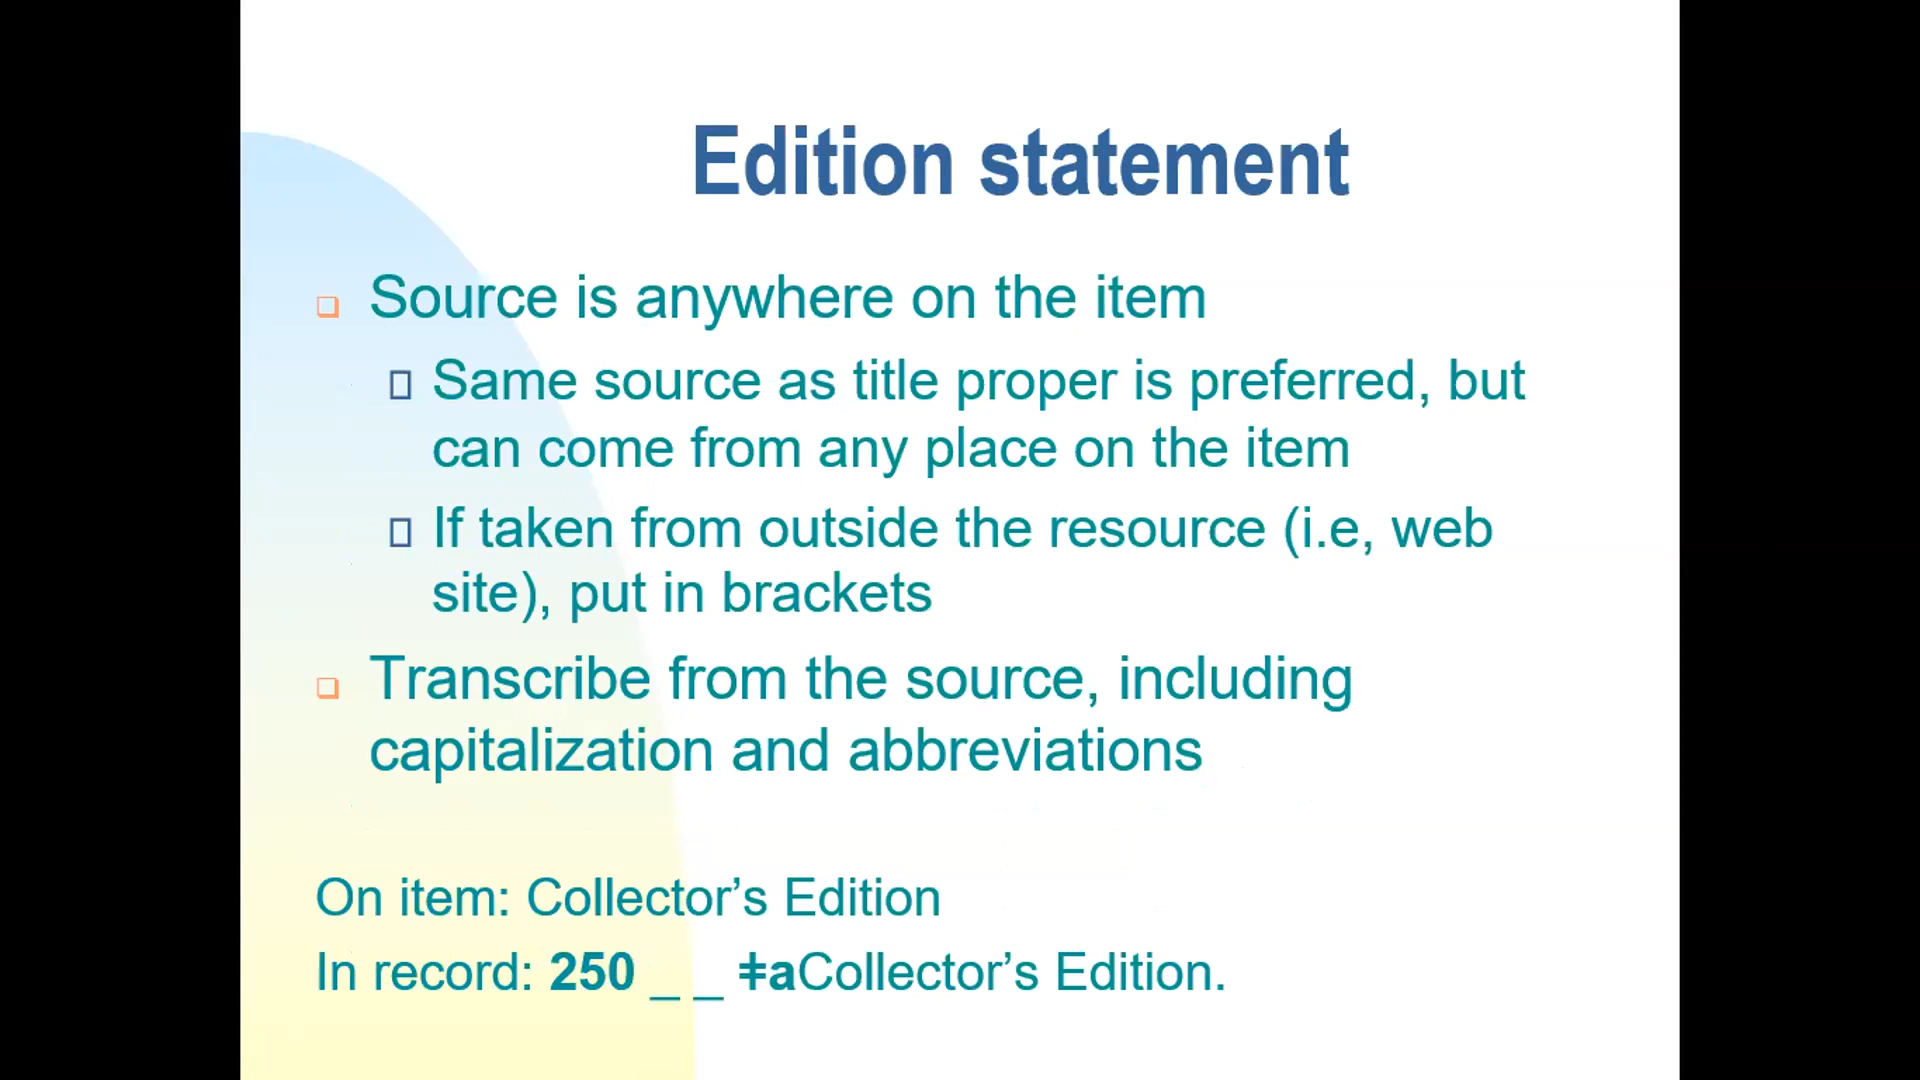 Edition statement
Source is anywhere on the item
Same source as title proper is preferred, but
can come from any place on the item
If taken from outside the resource (i.e, web
site), put in brackets
Transcribe from the source, including
capitalization and abbreviations
On item: Collector’s Edition
In record: 250 _ _ ǂaCollector’s Edition.